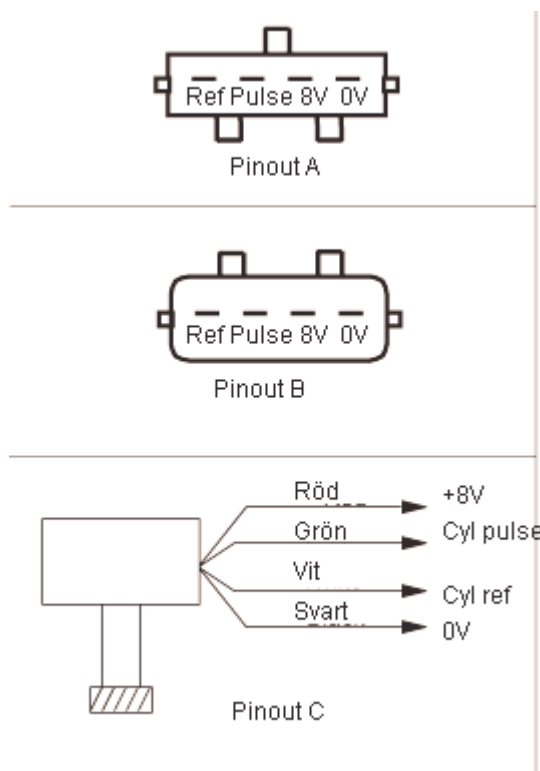 Ref Pulse 8V 0V
Pinout A
Ref Pulse 8V 0V
Pinout B
Röd +8V
Grön Cyl pulse
Vit Cyl ref
Svart 0V
Pinout C